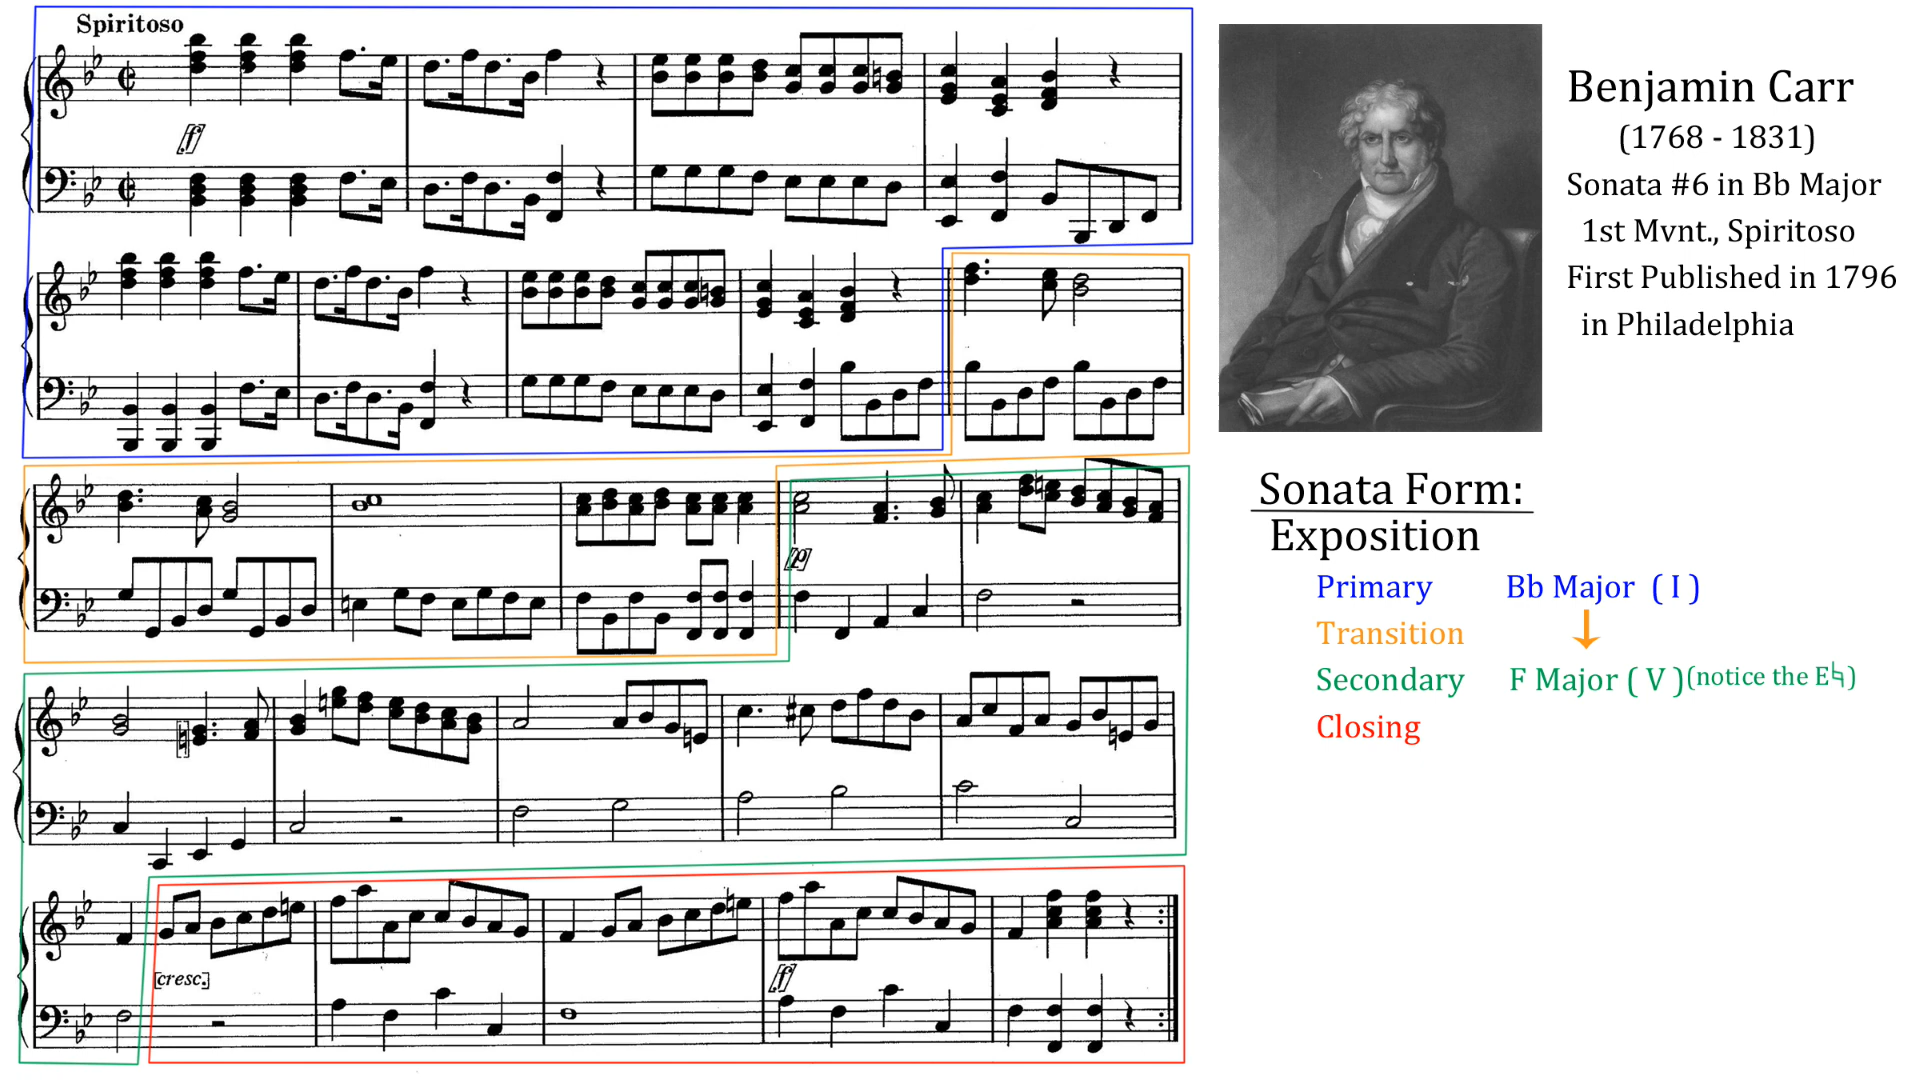 Spiritoso
[f]
[p]
[cresc.]
[f]
Benjamin Carr
(1768 - 1831)
Sonata #6 in Bb Major
1st Mvnt., Spiritoso
First Published in 1796
in Philadelphia
Sonata Form:
Exposition
Primary Bb Major ( I )
Transition ↓
Secondary F Major ( V ) (notice the E♮)
Closing